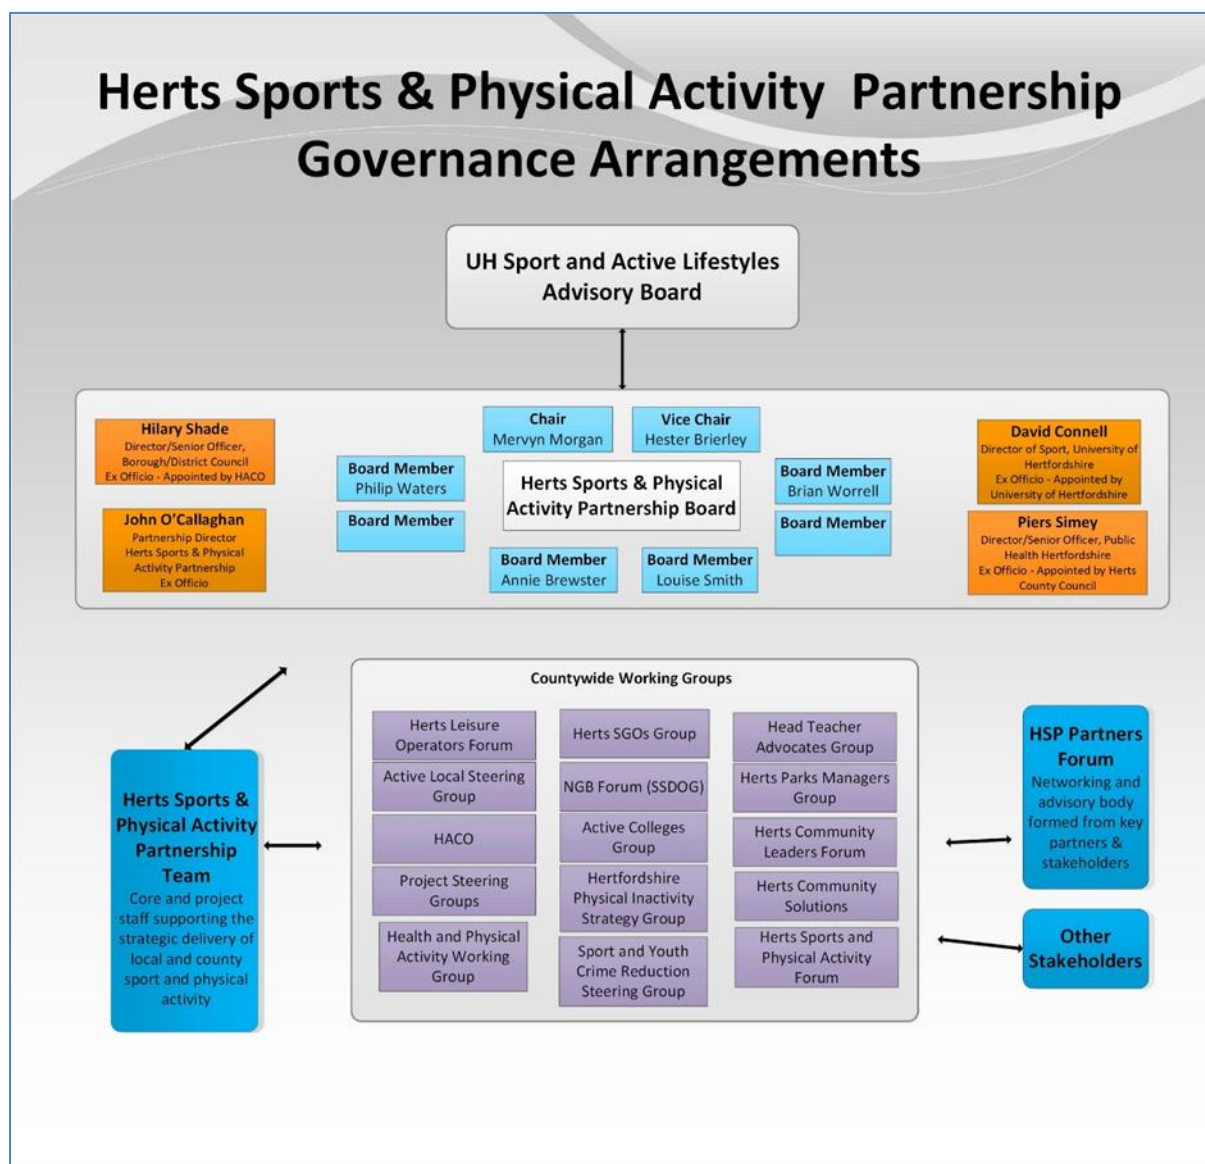 Herts Sports & Physical Activity Partnership
Governance Arrangements
UH Sport and Active Lifestyles
Advisory Board
Hilary Shade
Director/Senior Officer,
Borough/District Council
Ex Officio - Appointed by HACO
John O'Callaghan
Partnership Director
Herts Sports & Physical
Activity Partnership
Ex Officio
Board Member
Philip Waters
Board Member
Chair
Mervyn Morgan
Vice Chair
Hester Brierley
Herts Sports & Physical
Activity Partnership Board
Board Member
Annie Brewster
Board Member
Louise Smith
Board Member
Brian Worrell
Board Member
David Connell
Director of Sport, University of
Hertfordshire
Ex Officio - Appointed by
University of Hertfordshire
Piers Simey
Director/Senior Officer, Public
Health Hertfordshire
Ex Officio - Appointed by Herts
County Council
Herts Sports &
Physical Activity
Partnership
Team
Core and project
staff supporting the
strategic delivery of
local and county
sport and physical
activity
Countywide Working Groups
Herts Leisure
Operators Forum
Active Local Steering
Group
HACO
Project Steering
Groups
Health and Physical
Activity Working
Group
Herts SGOs Group
NGB Forum (SSDOG)
Active Colleges
Group
Hertfordshire
Physical Inactivity
Strategy Group
Sport and Youth
Crime Reduction
Steering Group
Head Teacher
Advocates Group
Herts Parks Managers
Group
Herts Community
Leaders Forum
Herts Community
Solutions
Herts Sports and
Physical Activity
Forum
HSP Partners
Forum
Networking and
advisory body
formed from key
partners &
stakeholders
Other
Stakeholders